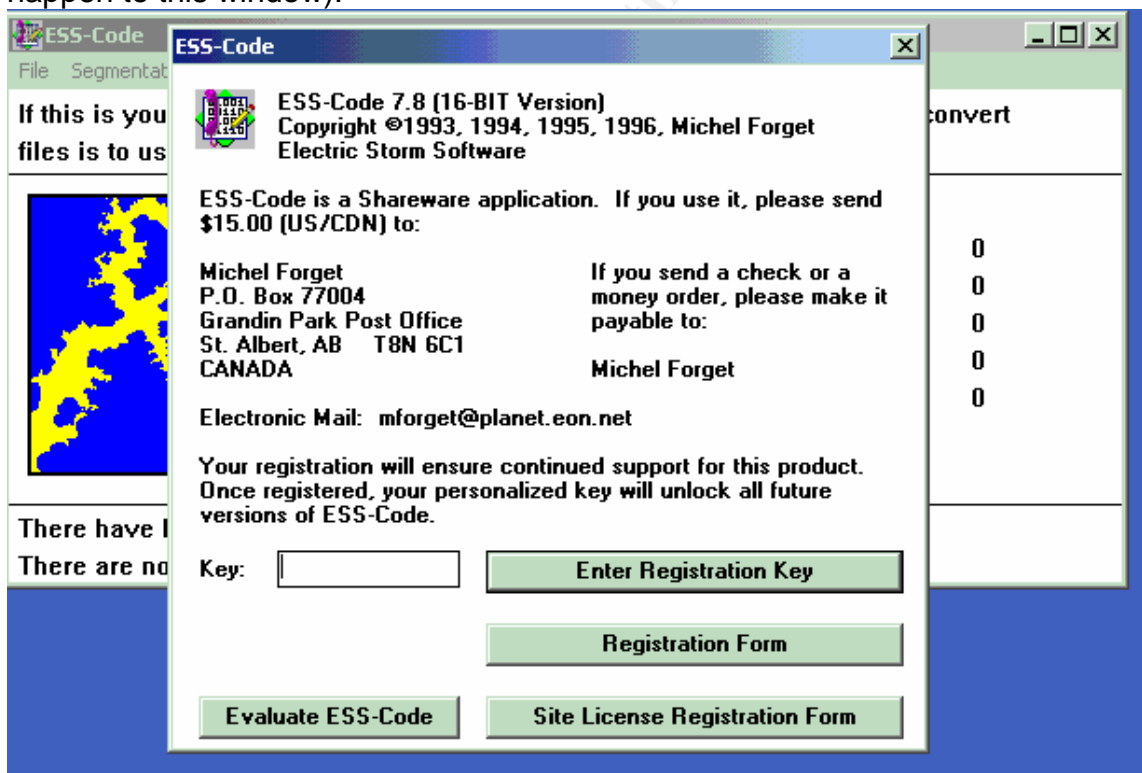 happen to this window).
ESS-Code
File Segmentat
If this is you
convert
files is to us
0
0
0
0
0
There have
There are no
ESS-Code
ESS-Code 7.8 (16-BIT Version)
Copyright ©1993, 1994, 1995, 1996, Michel Forget
Electric Storm Software
ESS-Code is a Shareware application. If you use it, please send
$15.00 (US/CDN) to:
Michel Forget
P.O. Box 77004
Grandin Park Post Office
St. Albert, AB T8N 6C1
CANADA
If you send a check or a
money order, please make it
payable to:
Michel Forget
Electronic Mail: mforget@planet.eon.net
Your registration will ensure continued support for this product.
Once registered, your personalized key will unlock all future
versions of ESS-Code.
Key:
Enter Registration Key
Registration Form
Evaluate ESS-Code
Site License Registration Form